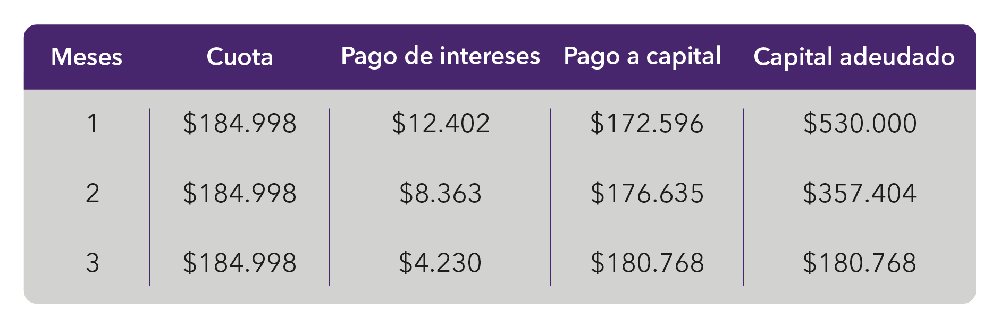 Meses Cuota Pago de intereses Pago a capital Capital adeudado
1 $184.998 $12.402 $172.596 $530.000
2 $184.998 $8.363 $176.635 $357.404
3 $184.998 $4.230 $180.768 $180.768